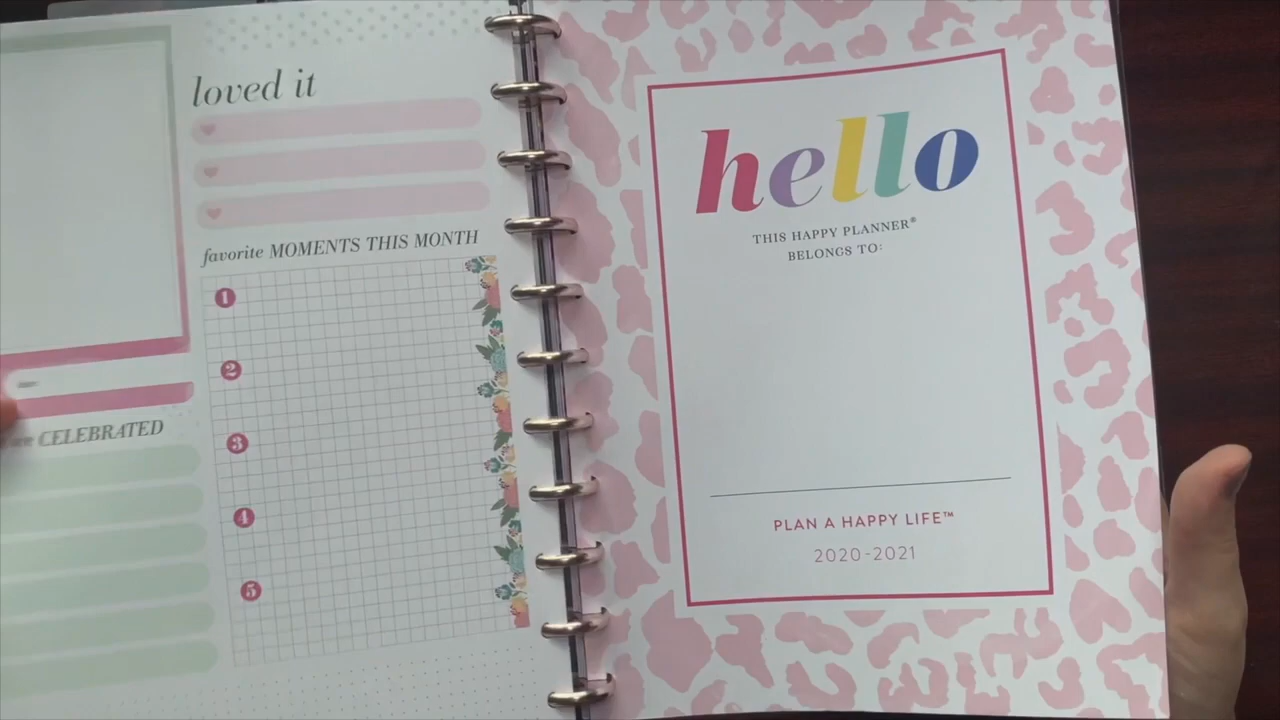 loved it
favorite MOMENTS THIS MONTH
1
2
3
4
5
CELEBRATED
hello
THIS HAPPY PLANNER®
BELONGS TO:
PLAN A HAPPY LIFE™
2020-2021